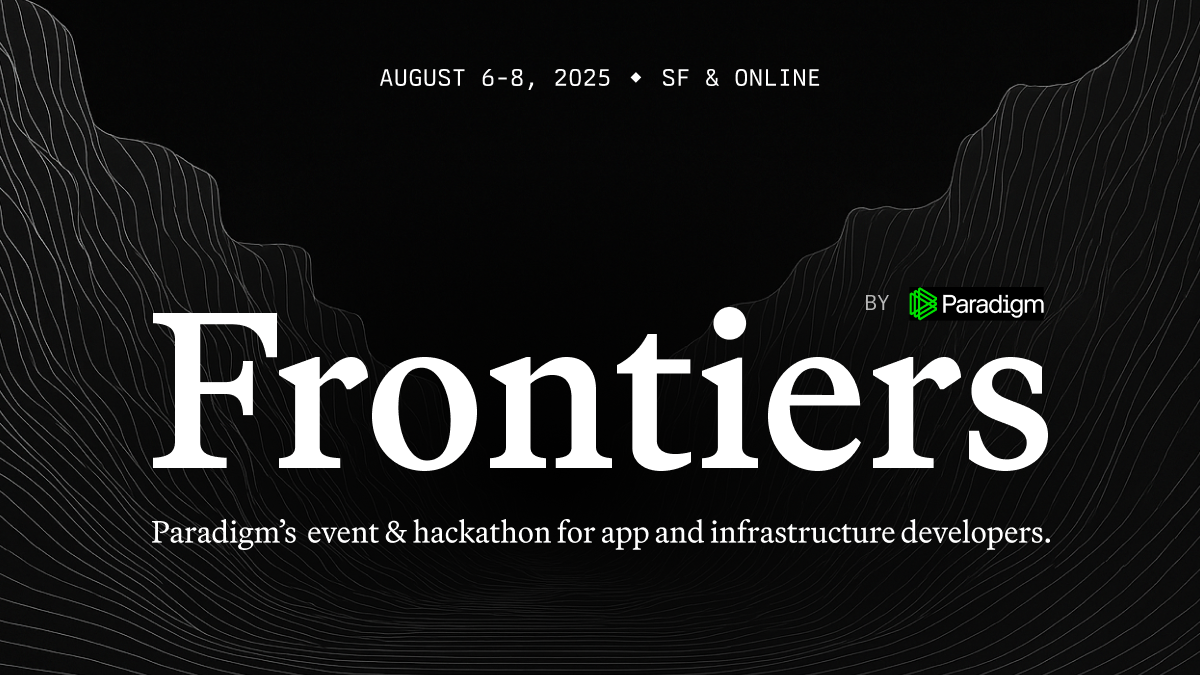 AUGUST 6-8, 2025 ◆ SF & ONLINE
BY Paradigm
Frontiers
Paradigm’s event & hackathon for app and infrastructure developers.